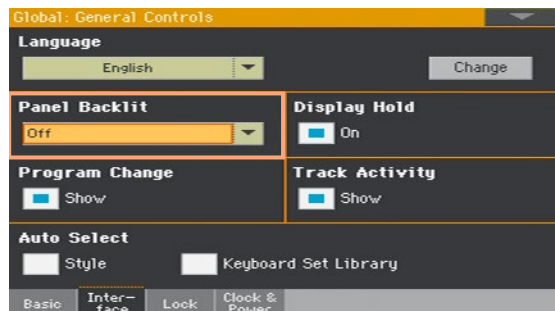 Global: General Controls
Language
English
Change
Panel Backlit
Display Hold
Off
On
Program Change
Track Activity
Show
Show
Auto Select
Style
Keyboard Set Library
Basic
Inter-
face
Lock
Clock &
Power